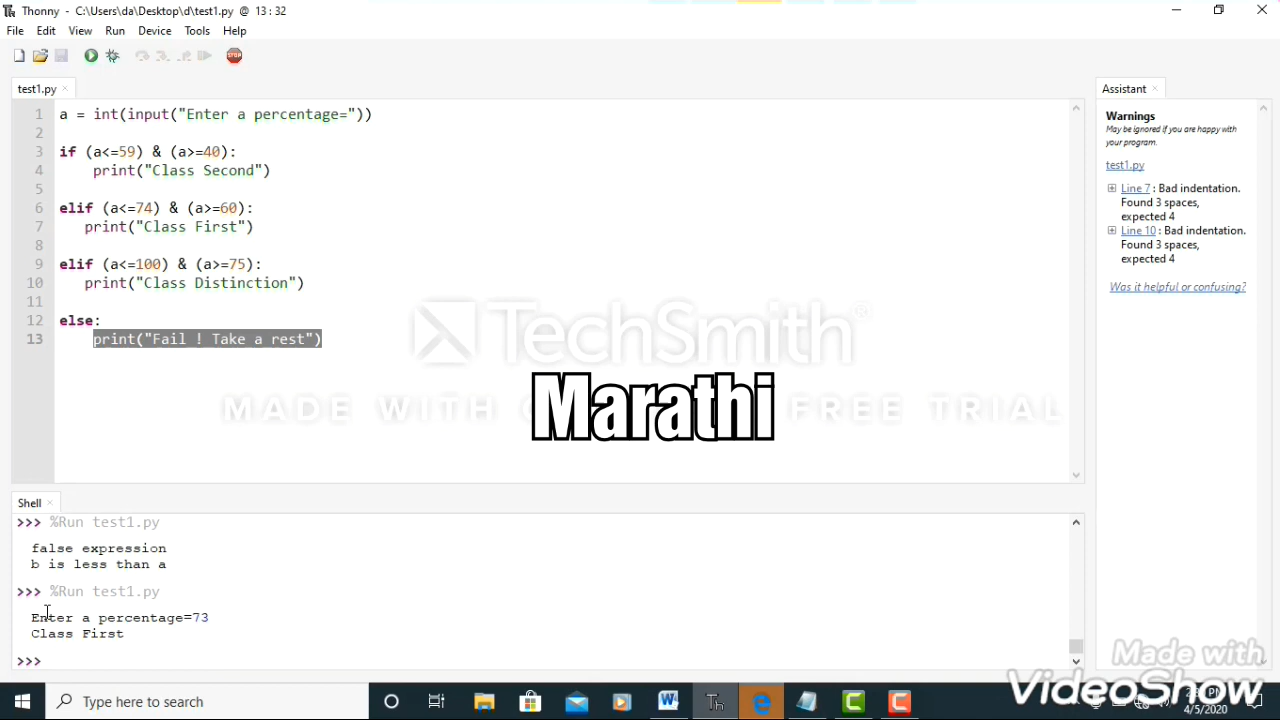 Thonny - C:\Users\da\Desktop\d\test1.py @ 13 : 32
File Edit View Run Device Tools Help
STOP
test1.py
1 a = int(input("Enter a percentage="))
2
3 if (a<=59) & (a>=40):
4 print("Class Second")
5
6 elif (a<=74) & (a>=60):
7 print("Class First")
8
9 elif (a<=100) & (a>=75):
10 print("Class Distinction")
11
12 else:
13 print("Fail ! Take a rest")
Assistant
Warnings
May be ignored if you are happy with
your program.
test1.py
Line 7 : Bad indentation.
Found 3 spaces,
expected 4
Line 10 : Bad indentation.
Found 3 spaces,
expected 4
Was it helpful or confusing?
TechSmith®
MADE WITH FREE TRIAL
Marathi
Shell
>>> %Run test1.py
false expression
b is less than a
>>> %Run test1.py
Enter a percentage=73
Class First
>>>
Made with
VideoShow
Type here to search
4/5/2020